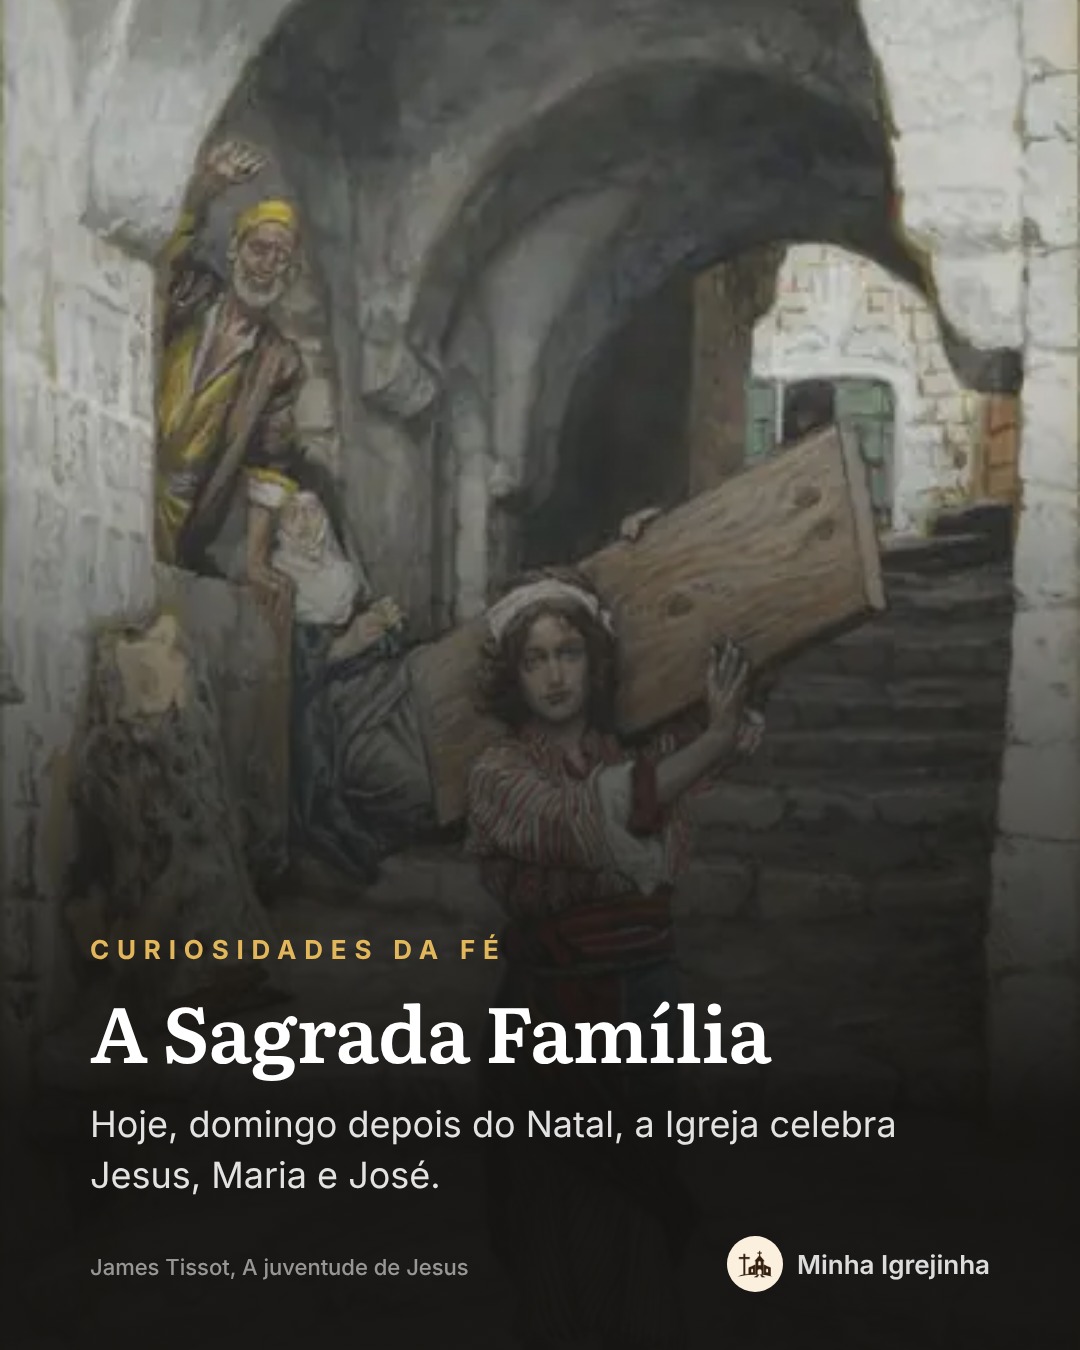 CURIOSIDADES DA FÉ
A Sagrada Família
Hoje, domingo depois do Natal, a Igreja celebra
Jesus, Maria e José.
James Tissot, A juventude de Jesus
Minha Igrejinha